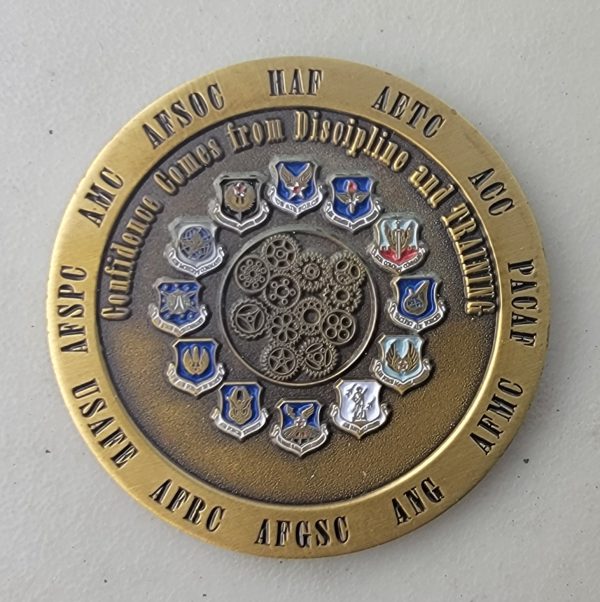 HAF
AETC
ACC
PACAF
AFMC
ANG
AFGSC
AFRC
USAFE
AFSPC
AMC
AFSOC
Confidence Comes from Discipline and TRAINING